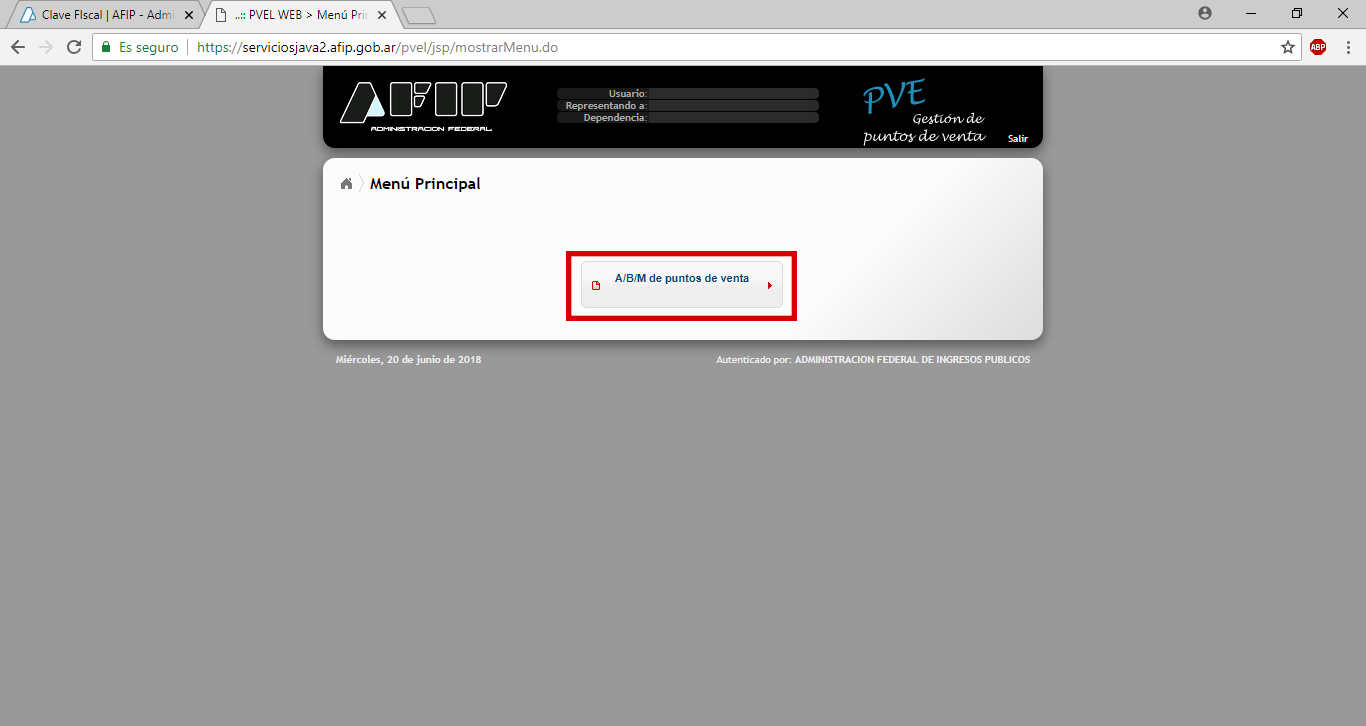 Clave FIscal | AFIP - Admi
..:: PVEL WEB > Menú Prin
Es seguro
https://serviciosjava2.afip.gob.ar/pvel/jsp/mostrarMenu.do
ABP
AFIP
ADMINISTRACION FEDERAL
Usuario:
Representando a:
Dependencia:
PVE
Gestión de
puntos de venta
Salir
Menú Principal
A/B/M de puntos de venta
Miércoles, 20 de junio de 2018
Autenticado por: ADMINISTRACION FEDERAL DE INGRESOS PUBLICOS